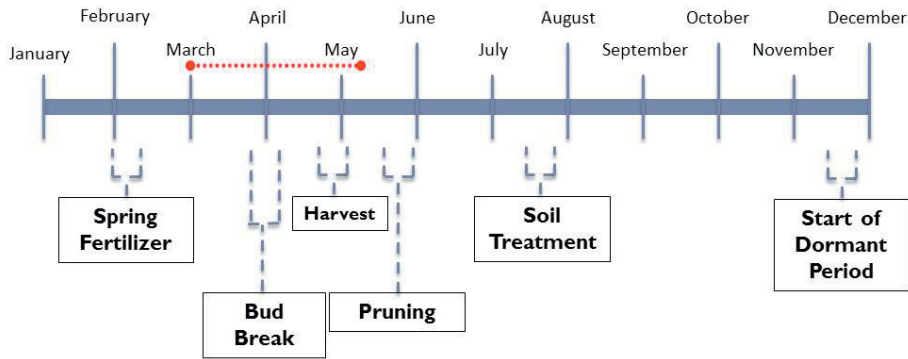 January
February
March
April
May
June
July
August
September
October
November
December
Spring
Fertilizer
Bud
Break
Harvest
Pruning
Soil
Treatment
Start of
Dormant
Period